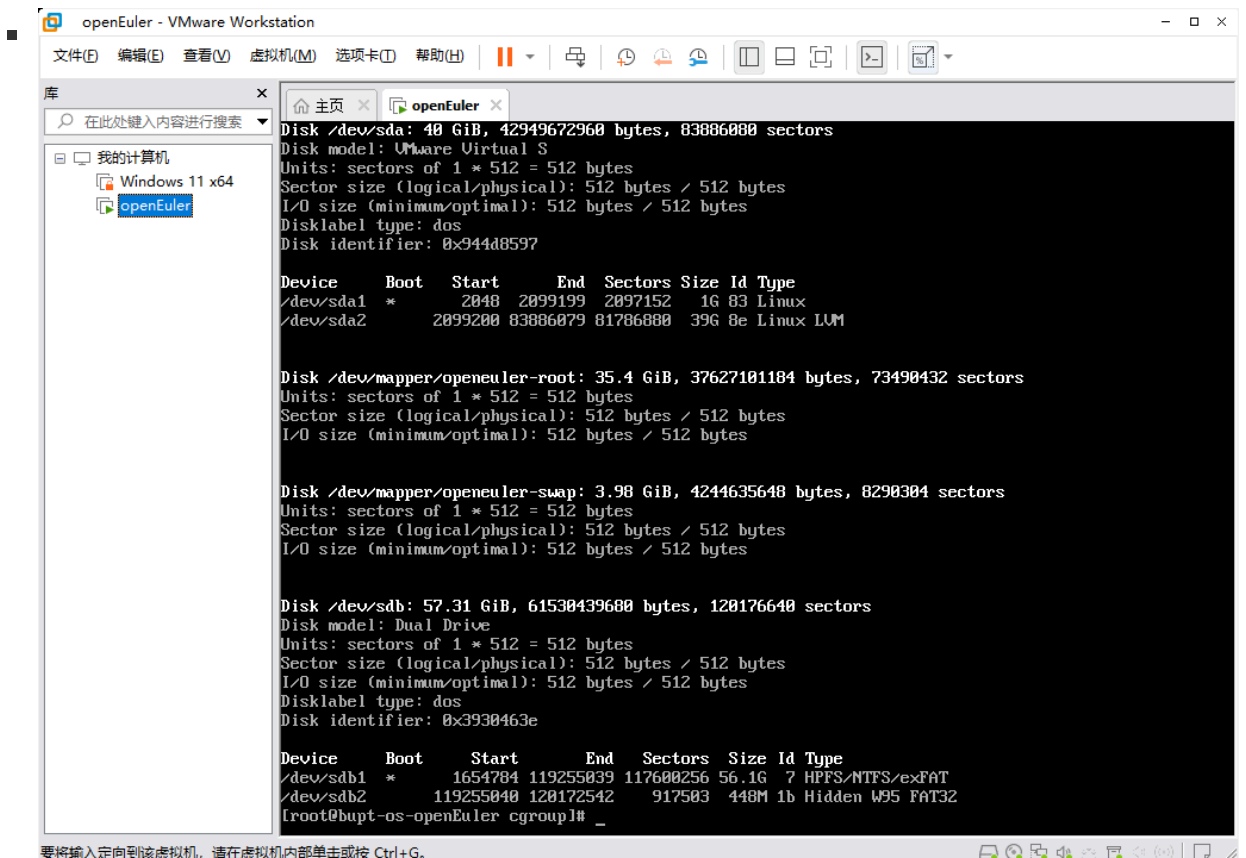 openEuler - VMware Workstation
文件(F) 编辑(E) 查看(V) 虚拟机(M) 选项卡(T) 帮助(H)
库
在此处键入内容进行搜索
我的计算机
Windows 11 x64
openEuler
主页 openEuler
Disk /dev/sda: 40 GiB, 42949672960 bytes, 83886080 sectors
Disk model: VMware Virtual S
Units: sectors of 1 * 512 = 512 bytes
Sector size (logical/physical): 512 bytes / 512 bytes
I/O size (minimum/optimal): 512 bytes / 512 bytes
Disklabel type: dos
Disk identifier: 0x944d8597
Device Boot Start End Sectors Size Id Type
/dev/sda1 * 2048 2099199 2097152 1G 83 Linux
/dev/sda2 2099200 83886079 81786880 39G 8e Linux LVM
Disk /dev/mapper/openeuler-root: 35.4 GiB, 37627101184 bytes, 73490432 sectors
Units: sectors of 1 * 512 = 512 bytes
Sector size (logical/physical): 512 bytes / 512 bytes
I/O size (minimum/optimal): 512 bytes / 512 bytes
Disk /dev/mapper/openeuler-swap: 3.98 GiB, 4244635648 bytes, 8290304 sectors
Units: sectors of 1 * 512 = 512 bytes
Sector size (logical/physical): 512 bytes / 512 bytes
I/O size (minimum/optimal): 512 bytes / 512 bytes
Disk /dev/sdb: 57.31 GiB, 61530439680 bytes, 120176640 sectors
Disk model: Dual Drive
Units: sectors of 1 * 512 = 512 bytes
Sector size (logical/physical): 512 bytes / 512 bytes
I/O size (minimum/optimal): 512 bytes / 512 bytes
Disklabel type: dos
Disk identifier: 0x3930463e
Device Boot Start End Sectors Size Id Type
/dev/sdb1 * 1654784 119255039 117600256 56.1G 7 HPFS/NTFS/exFAT
/dev/sdb2 119255040 120172542 917503 448M 1b Hidden W95 FAT32
[root@bupt-os-openEuler cgroup]# _
要将输入定向到该虚拟机，请在虚拟机内部单击或按 Ctrl+G。